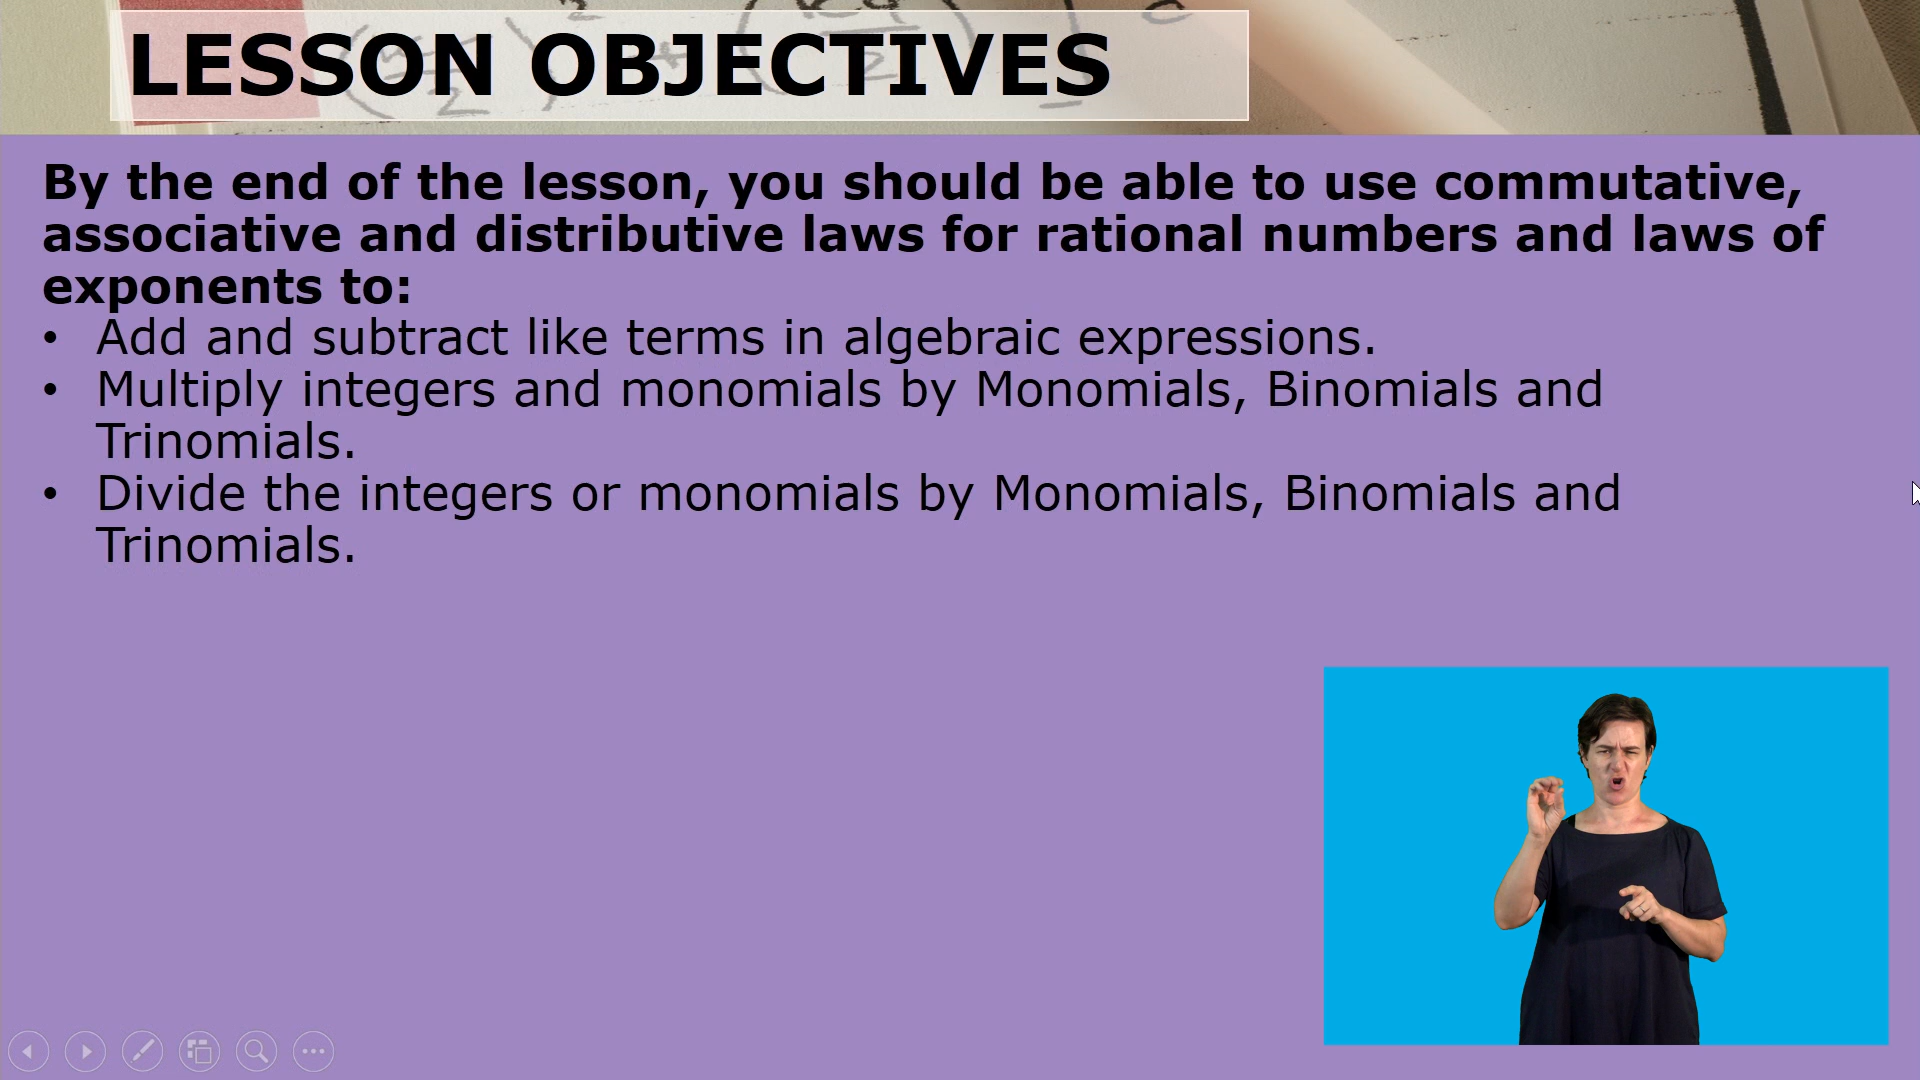 LESSON OBJECTIVES
By the end of the lesson, you should be able to use commutative,
associative and distributive laws for rational numbers and laws of
exponents to:
• Add and subtract like terms in algebraic expressions.
• Multiply integers and monomials by Monomials, Binomials and
Trinomials.
• Divide the integers or monomials by Monomials, Binomials and
Trinomials.